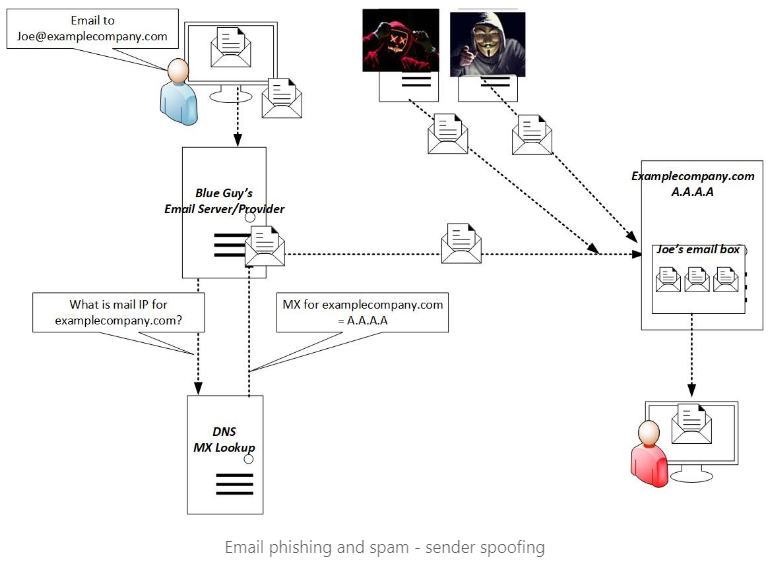 Email to
Joe@examplecompany.com
Blue Guy's
Email Server/Provider
Examplecompany.com
A.A.A.A
Joe's email box
What is mail IP for
examplecompany.com?
MX for examplecompany.com
= A.A.A.A
DNS
MX Lookup
Email phishing and spam - sender spoofing